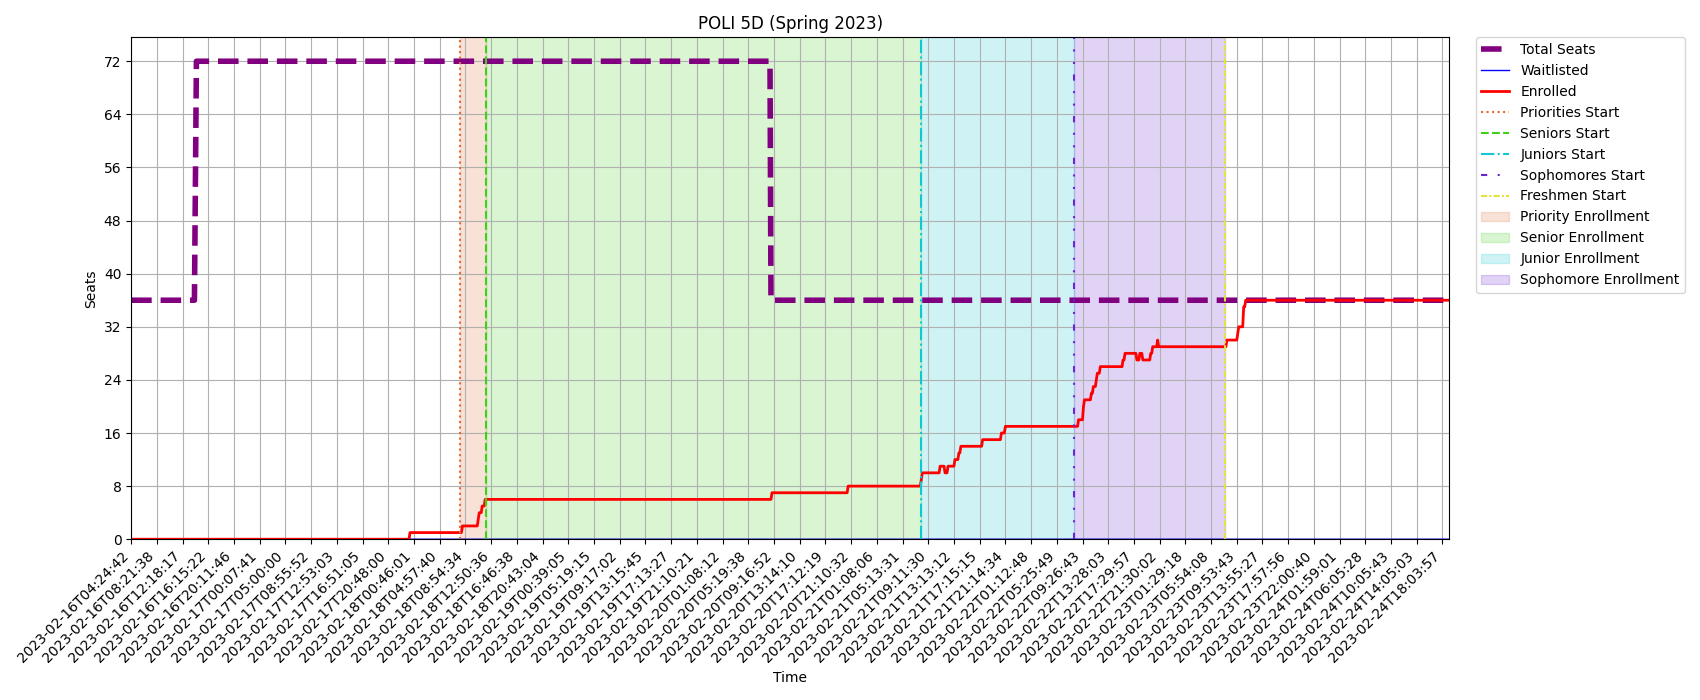 POLI 5D (Spring 2023)
72
64
56
48
40
32
24
16
8
0
Seats
2023-02-16T04:24:42
2023-02-16T08:21:38
2023-02-16T12:18:17
2023-02-16T16:15:22
2023-02-16T20:11:46
2023-02-17T00:07:41
2023-02-17T05:00:00
2023-02-17T08:55:52
2023-02-17T12:53:03
2023-02-17T16:51:05
2023-02-17T20:48:00
2023-02-18T00:46:01
2023-02-18T04:57:40
2023-02-18T08:54:34
2023-02-18T12:50:36
2023-02-18T16:46:38
2023-02-18T20:43:04
2023-02-19T00:39:05
2023-02-19T05:19:15
2023-02-19T09:17:02
2023-02-19T13:15:45
2023-02-19T17:13:27
2023-02-19T21:10:21
2023-02-20T01:08:12
2023-02-20T05:19:38
2023-02-20T09:16:52
2023-02-20T13:14:10
2023-02-20T17:12:19
2023-02-20T21:10:32
2023-02-21T01:08:06
2023-02-21T05:13:31
2023-02-21T09:11:30
2023-02-21T13:13:12
2023-02-21T17:15:15
2023-02-21T21:14:34
2023-02-22T01:12:48
2023-02-22T05:25:49
2023-02-22T09:26:43
2023-02-22T13:28:03
2023-02-22T17:29:57
2023-02-22T21:30:02
2023-02-23T01:29:18
2023-02-23T05:54:08
2023-02-23T09:53:43
2023-02-23T13:55:27
2023-02-23T17:57:56
2023-02-23T22:00:40
2023-02-24T01:59:01
2023-02-24T06:05:28
2023-02-24T10:05:43
2023-02-24T14:05:03
2023-02-24T18:03:57
Time
Total Seats
Waitlisted
Enrolled
Priorities Start
Seniors Start
Juniors Start
Sophomores Start
Freshmen Start
Priority Enrollment
Senior Enrollment
Junior Enrollment
Sophomore Enrollment